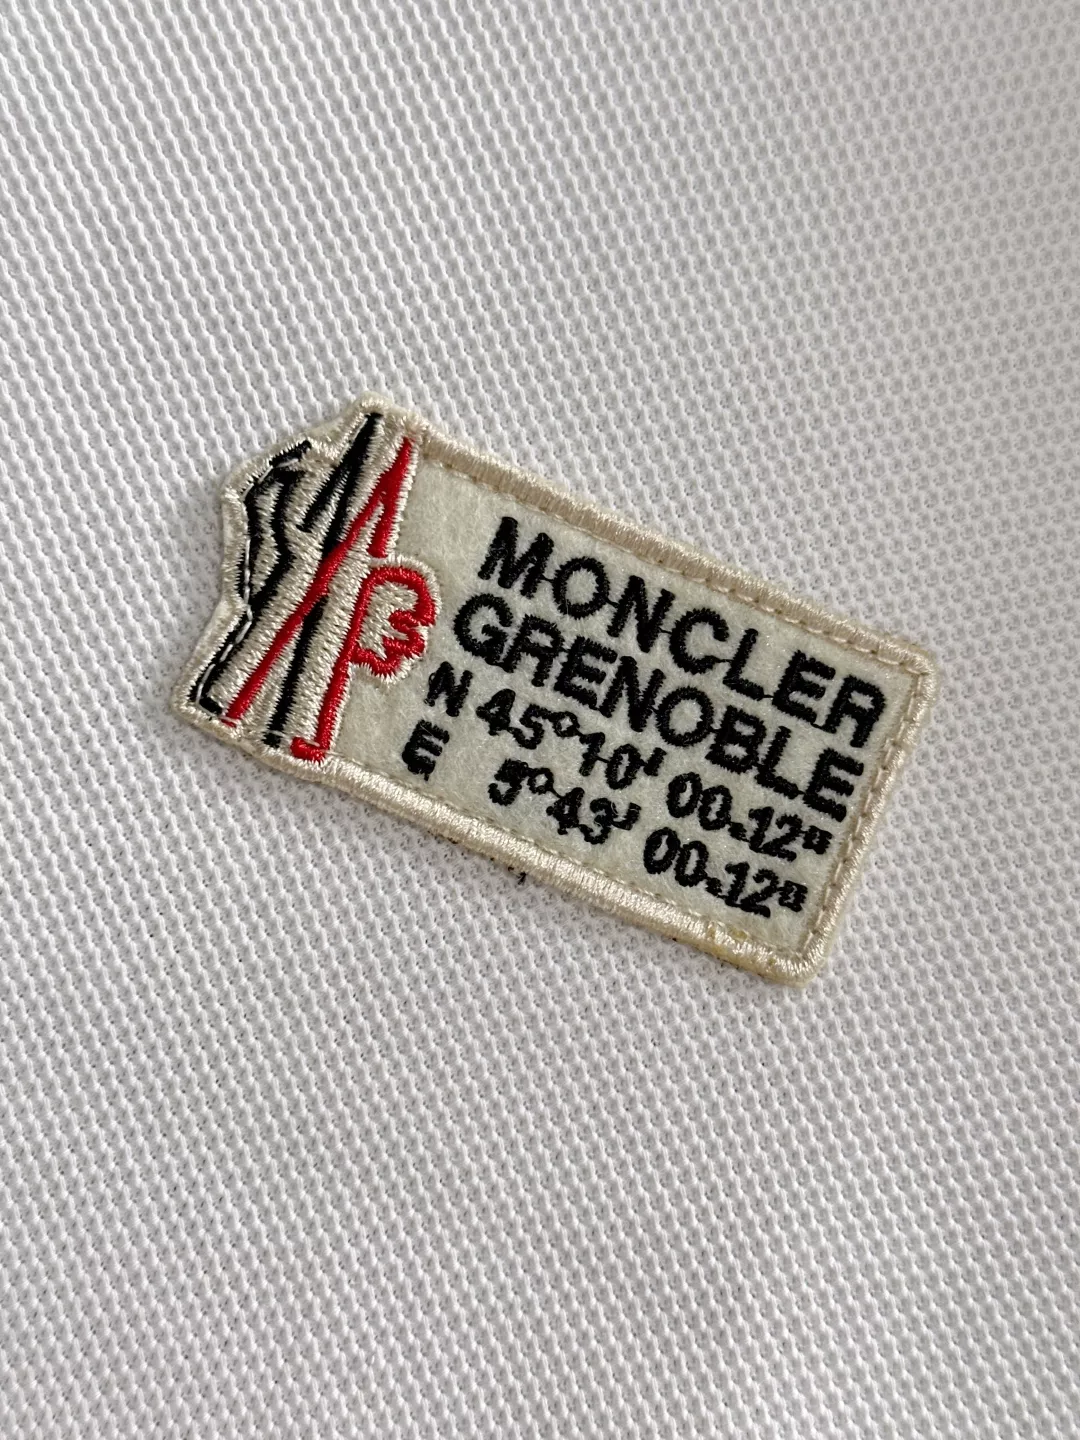 MONCLER
GRENOBLE
N 45°10' 00.12"
E 5°43' 00.12"